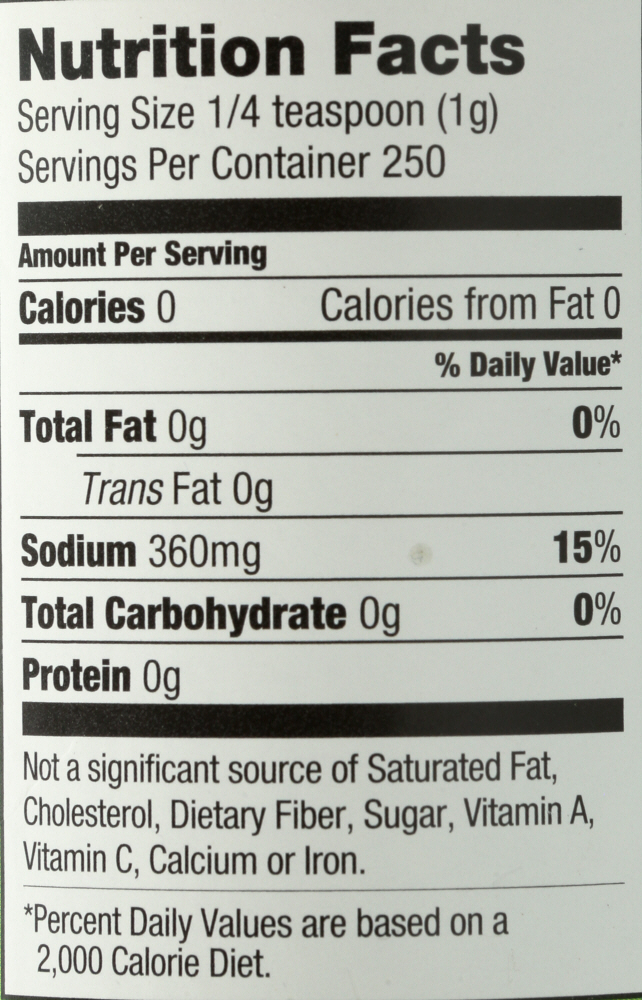 Nutrition Facts
Serving Size 1/4 teaspoon (1g)
Servings Per Container 250
Amount Per Serving
Calories 0 Calories from Fat 0
% Daily Value*
Total Fat 0g 0%
Trans Fat 0g
Sodium 360mg 15%
Total Carbohydrate 0g 0%
Protein 0g
Not a significant source of Saturated Fat,
Cholesterol, Dietary Fiber, Sugar, Vitamin A,
Vitamin C, Calcium or Iron.
*Percent Daily Values are based on a
2,000 Calorie Diet.